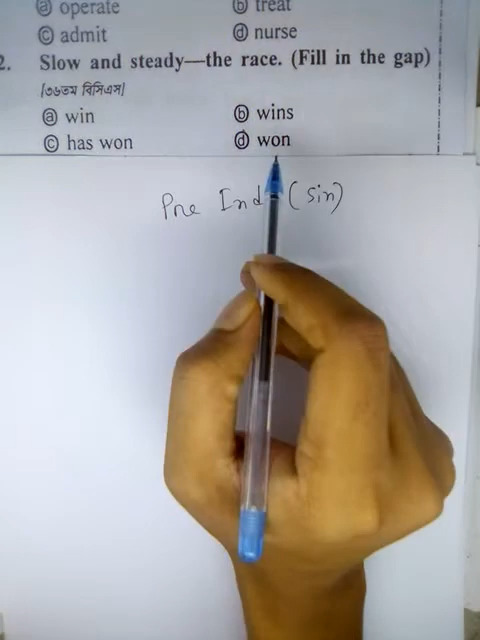 ⓐ operate ⓑ treat
ⓒ admit ⓓ nurse
2. Slow and steady—the race. (Fill in the gap)
[৩৬তম বিসিএস]
ⓐ win ⓑ wins
ⓒ has won ⓓ won
Pre Ind (Sin)